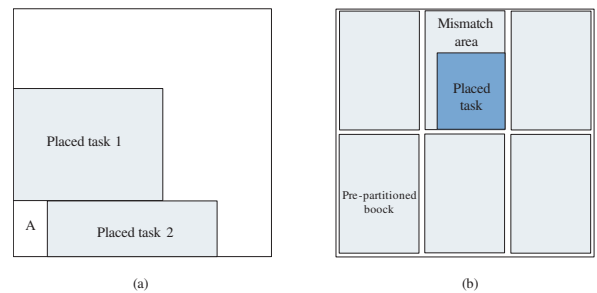 Placed task 1
A
Placed task 2
(a)
Mismatch
area
Placed
task
Pre-partitioned
boock
(b)